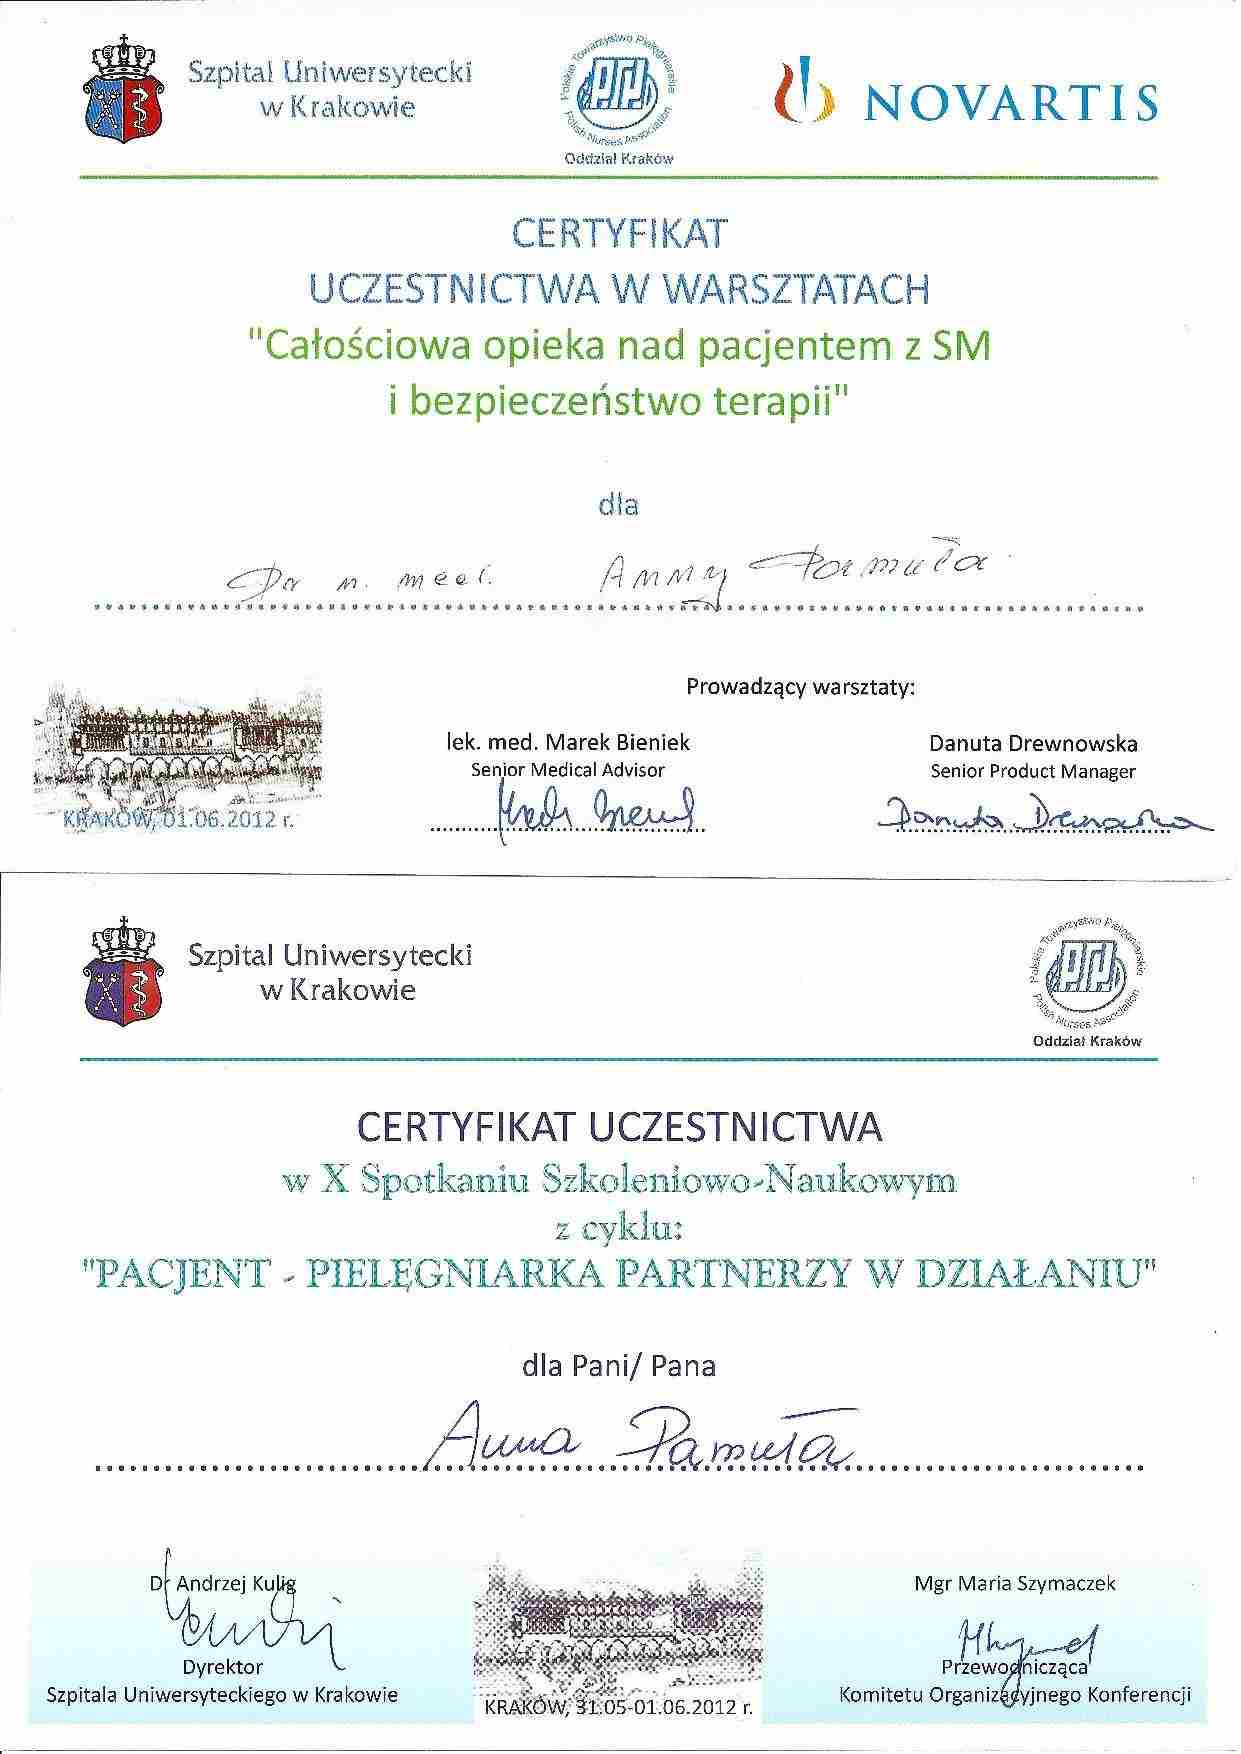 Szpital Uniwersytecki
w Krakowie
Polskie Towarzystwo Pielęgniarskie
Polish Nurses Association
Oddział Kraków
NOVARTIS
CERTYFIKAT
UCZESTNICTWA W WARSZTATACH
"Całościowa opieka nad pacjentem z SM
i bezpieczeństwo terapii"
dla
Dr n. med. Anny Pamuła
Prowadzący warsztaty:
lek. med. Marek Bieniek
Senior Medical Advisor
Danuta Drewnowska
Senior Product Manager
Danuta Drewnowska
KRAKÓW, 01.06.2012 r.
Szpital Uniwersytecki
w Krakowie
Polskie Towarzystwo Pielęgniarskie
Polish Nurses Association
Oddział Kraków
CERTYFIKAT UCZESTNICTWA
w X Spotkaniu Szkoleniowo-Naukowym
z cyklu:
"PACJENT - PIELĘGNIARKA PARTNERZY W DZIAŁANIU"
dla Pani/ Pana
Anna Pamuła
Dr Andrzej Kulig
Dyrektor
Szpitala Uniwersyteckiego w Krakowie
KRAKÓW, 31.05-01.06.2012 r.
Mgr Maria Szymaczek
Przewodnicząca
Komitetu Organizacyjnego Konferencji